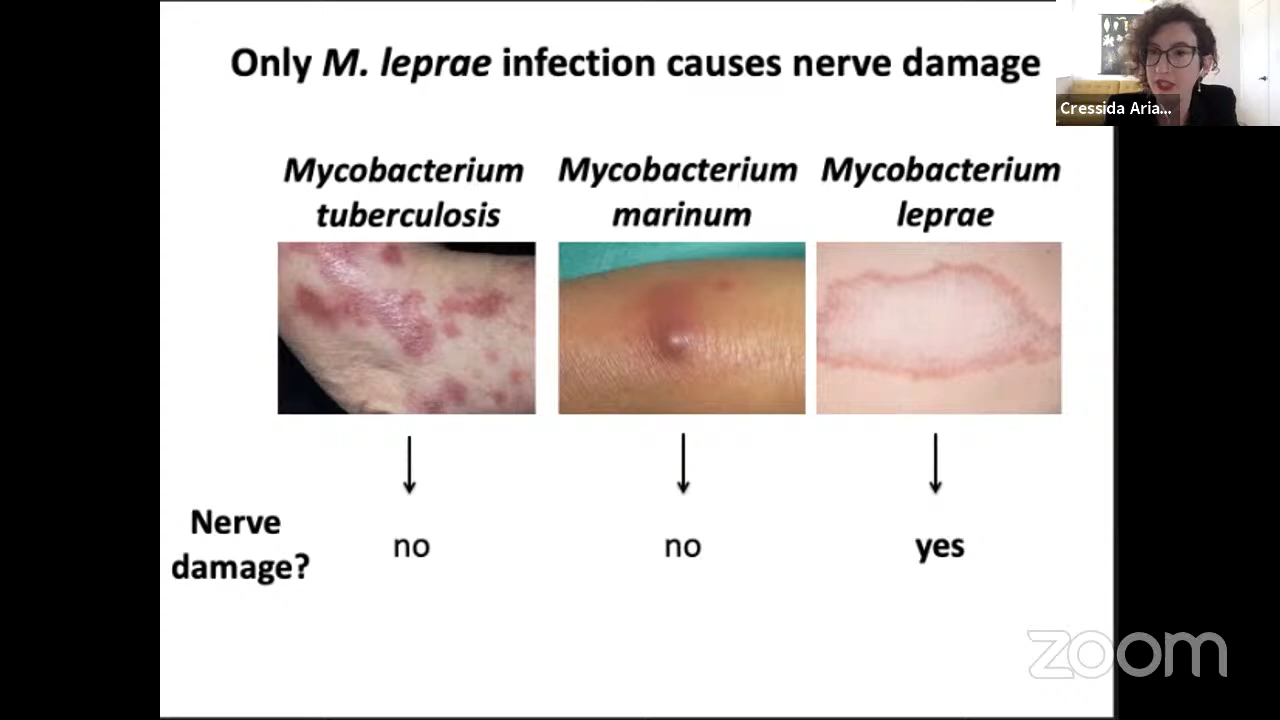 Only M. leprae infection causes nerve damage
Cressida Aria...
Mycobacterium
tuberculosis
Mycobacterium
marinum
Mycobacterium
leprae
Nerve
damage?
no
no
yes
zoom